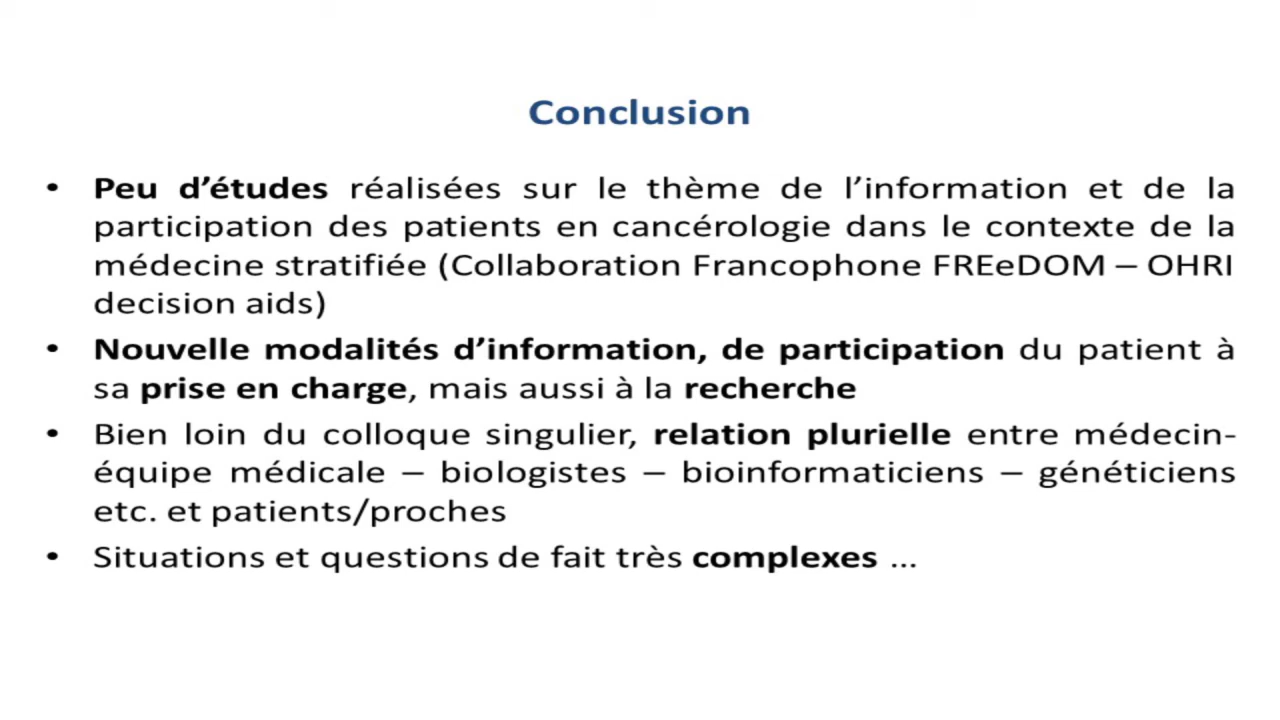 Conclusion
• Peu d’études réalisées sur le thème de l’information et de la
participation des patients en cancérologie dans le contexte de la
médecine stratifiée (Collaboration Francophone FREeDOM – OHRI
decision aids)
• Nouvelle modalités d’information, de participation du patient à
sa prise en charge, mais aussi à la recherche
• Bien loin du colloque singulier, relation plurielle entre médecin-
équipe médicale – biologistes – bioinformaticiens – généticiens
etc. et patients/proches
• Situations et questions de fait très complexes ...